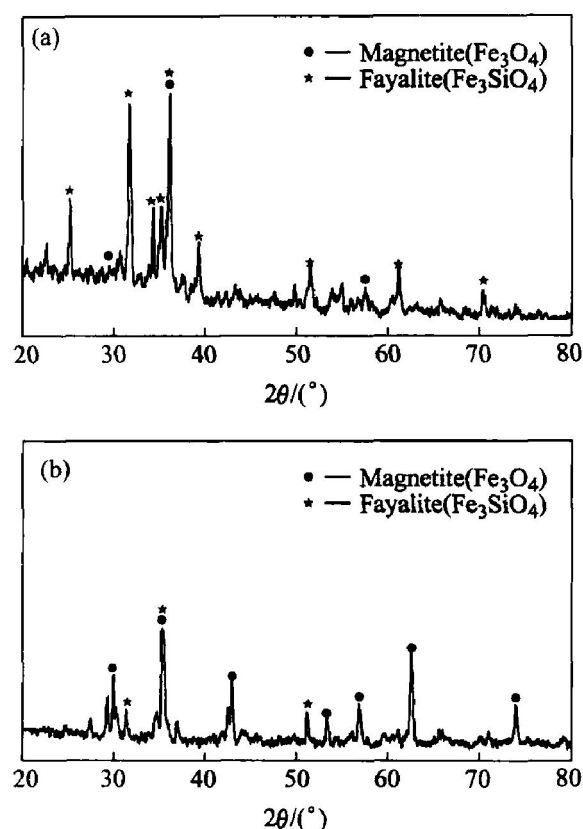 (a)
● — Magnetite(Fe₃O₄)
★ — Fayalite(Fe₃SiO₄)
20 30 40 50 60 70 80
2θ/(°)
(b)
● — Magnetite(Fe₃O₄)
★ — Fayalite(Fe₃SiO₄)
20 30 40 50 60 70 80
2θ/(°)